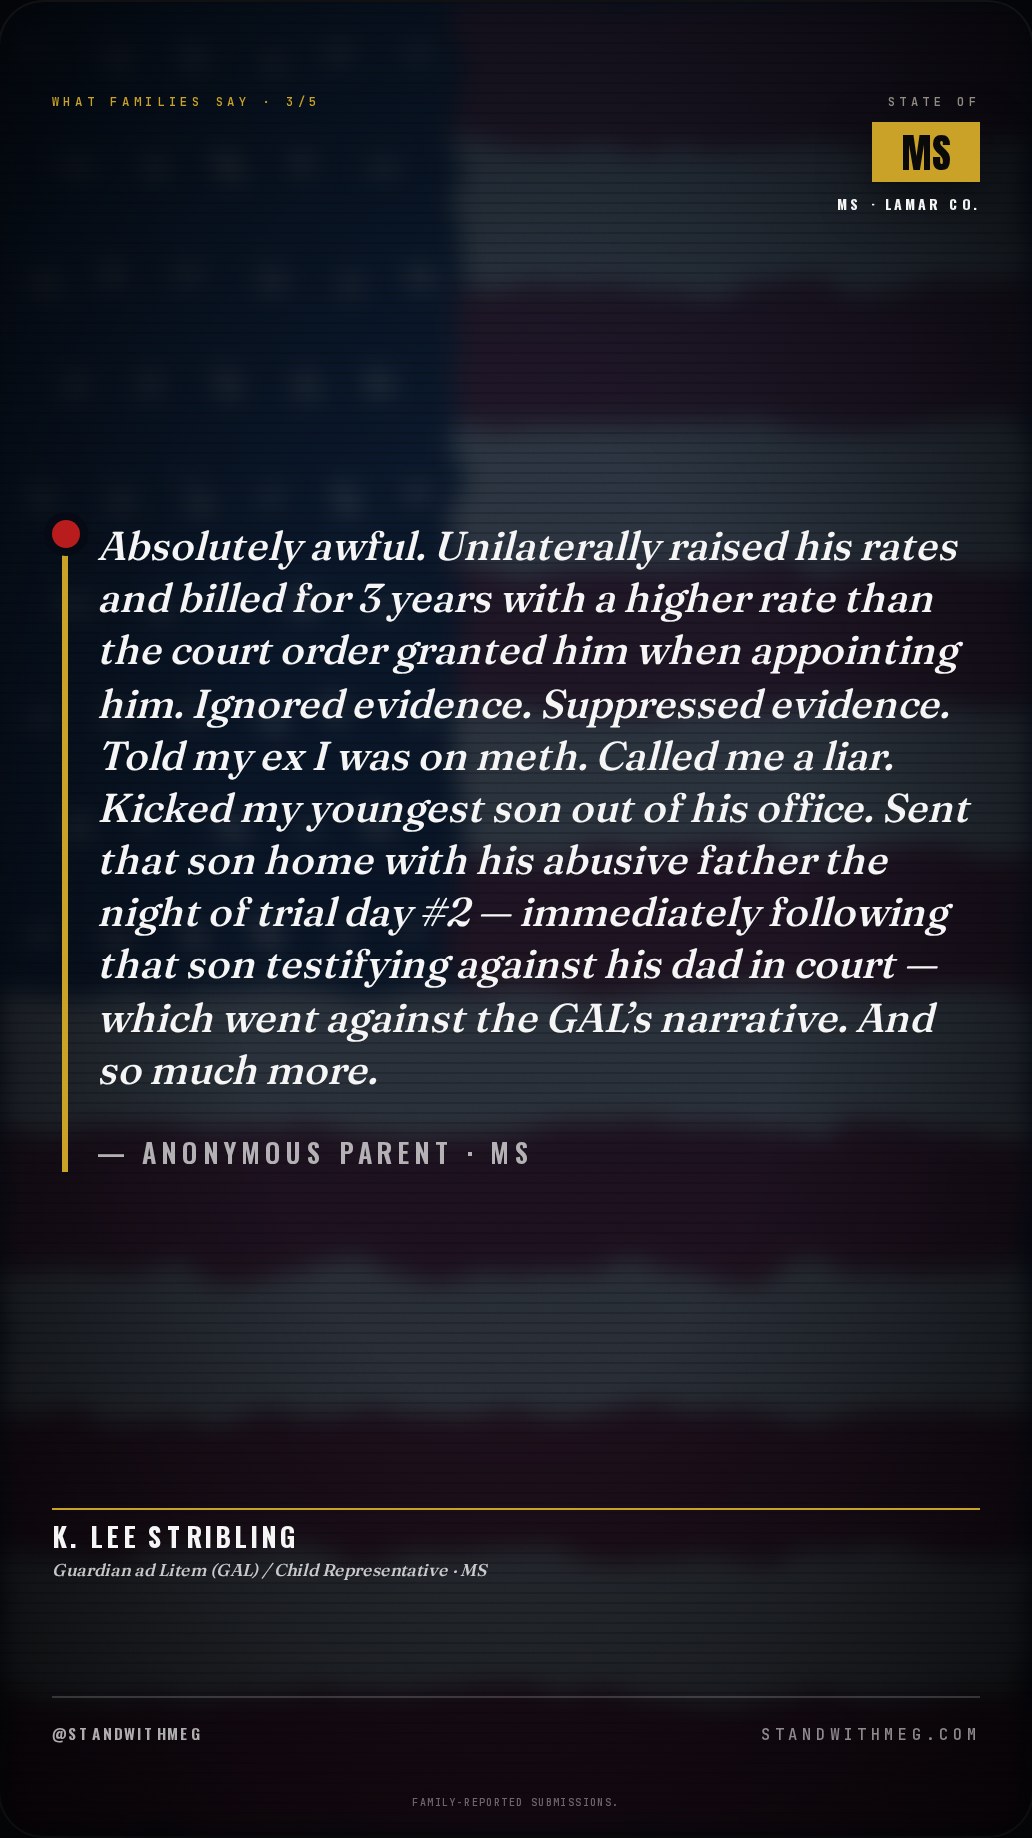 WHAT FAMILIES SAY · 3/5
STATE OF
MS
MS · LAMAR CO.
Absolutely awful. Unilaterally raised his rates
and billed for 3 years with a higher rate than
the court order granted him when appointing
him. Ignored evidence. Suppressed evidence.
Told my ex I was on meth. Called me a liar.
Kicked my youngest son out of his office. Sent
that son home with his abusive father the
night of trial day #2 — immediately following
that son testifying against his dad in court —
which went against the GAL’s narrative. And
so much more.
— ANONYMOUS PARENT · MS
K. LEE STRIBLING
Guardian ad Litem (GAL) / Child Representative · MS
@STANDWITHMEG
STANDWITHMEG.COM
FAMILY-REPORTED SUBMISSIONS.